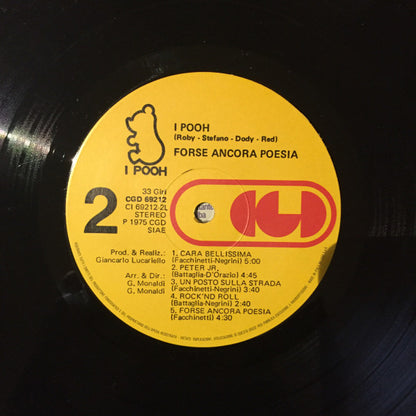 I POOH
(Roby - Stefano - Dody - Red)
FORSE ANCORA POESIA
I POOH
2
33 Giri
CGD 69212
CI 69212-2L
STEREO
P 1975 CGD
SIAE
CGD
Prod. & Realiz.:
Giancarlo Lucariello
Arr. & Dir.:
G. Monaldi
G. Monaldi
1. CARA BELLISSIMA
(Facchinetti-Negrini) 5:00
2. PETER JR.
(Battaglia-D'Orazio) 4:45
3. UN POSTO SULLA STRADA
(Facchinetti-Negrini) 3:40
4. ROCK'ND ROLL
(Battaglia-Negrini) 2:40
5. FORSE ANCORA POESIA
(Facchinetti) 4:30